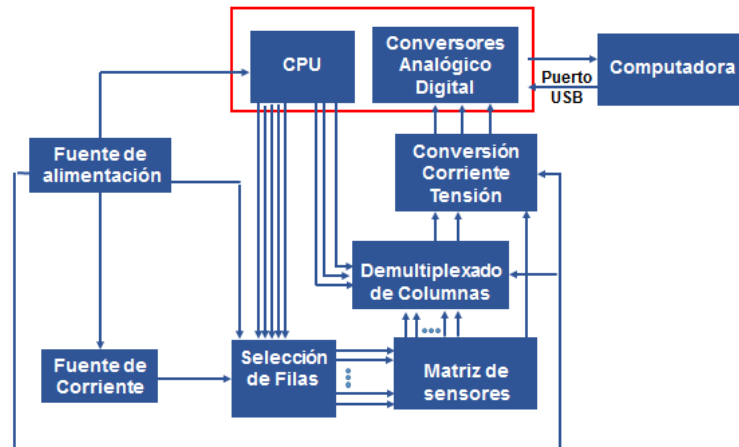 CPU
Conversores
Analógico
Digital
Computadora
Puerto
USB
Fuente de
alimentación
Conversión
Corriente
Tensión
Demultiplexado
de Columnas
Fuente de
Corriente
Selección
de Filas
Matriz de
sensores